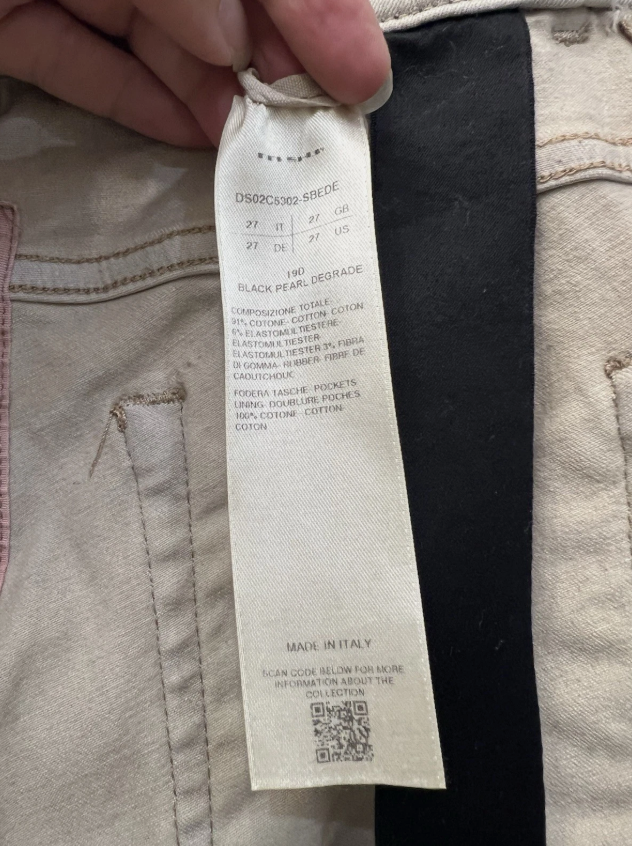 DS02C5302-SBEDE
27 IT 27 GB
27 DE 27 US
19D
BLACK PEARL DEGRADE
COMPOSIZIONE TOTALE:
91% COTONE- COTTON- COTON
6% ELASTOMULTIESTERE-
ELASTOMULTIESTER-
ELASTOMULTIESTER 3% FIBRA
DI GOMMA- RUBBER- FIBRE DE
CAOUTCHOUC
FODERA TASCHE- POCKETS
LINING- DOUBLURE POCHES
100% COTONE- COTTON-
COTON
MADE IN ITALY
SCAN CODE BELOW FOR MORE
INFORMATION ABOUT THE
COLLECTION